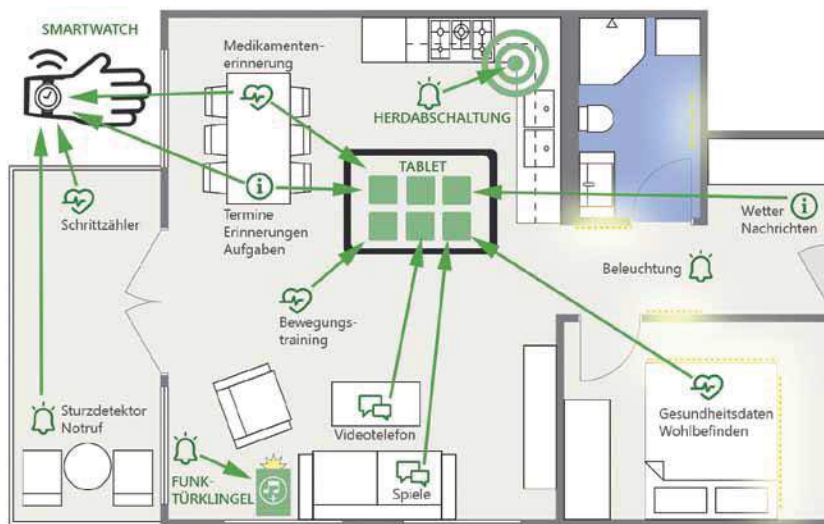 SMARTWATCH
Medikamenten-
erinnerung
HERDABSCHALTUNG
TABLET
Schrittzähler
Termine
Erinnerungen
Aufgaben
Wetter
Nachrichten
Beleuchtung
Bewegungs-
training
Sturzdetektor
Notruf
Videotelefon
Gesundheitsdaten
Wohlbefinden
FUNK-
TÜRKLINGEL
Spiele